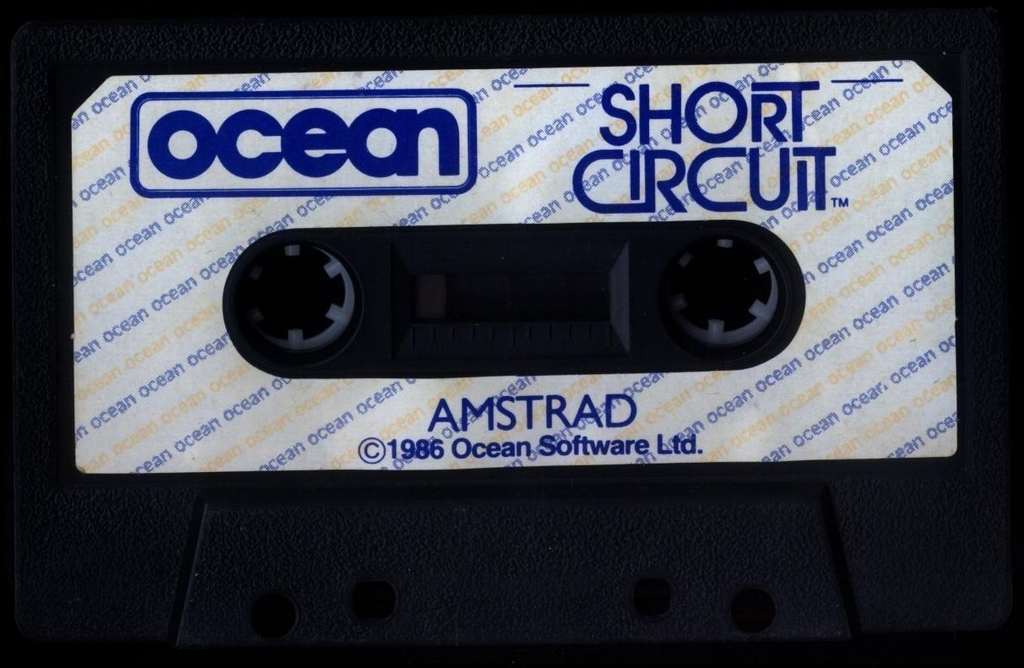 ocean
SHORT
CIRCUIT™
AMSTRAD
©1986 Ocean Software Ltd.